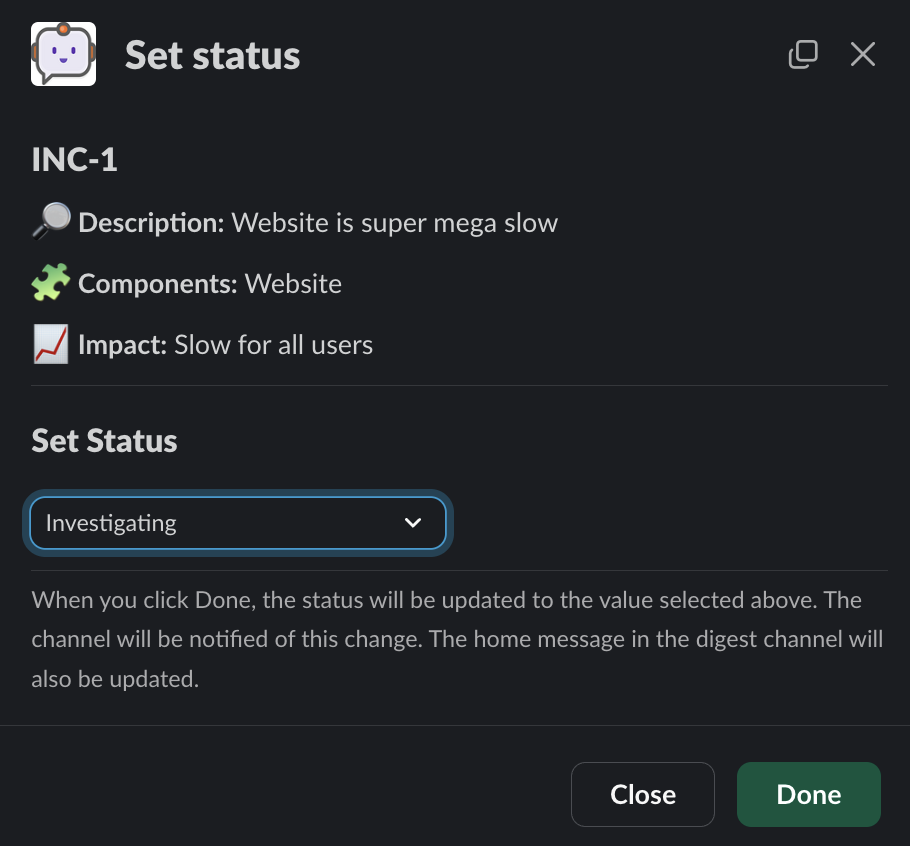 Set status
INC-1
Description: Website is super mega slow
Components: Website
Impact: Slow for all users
Set Status
Investigating
When you click Done, the status will be updated to the value selected above. The
channel will be notified of this change. The home message in the digest channel will
also be updated.
Close
Done